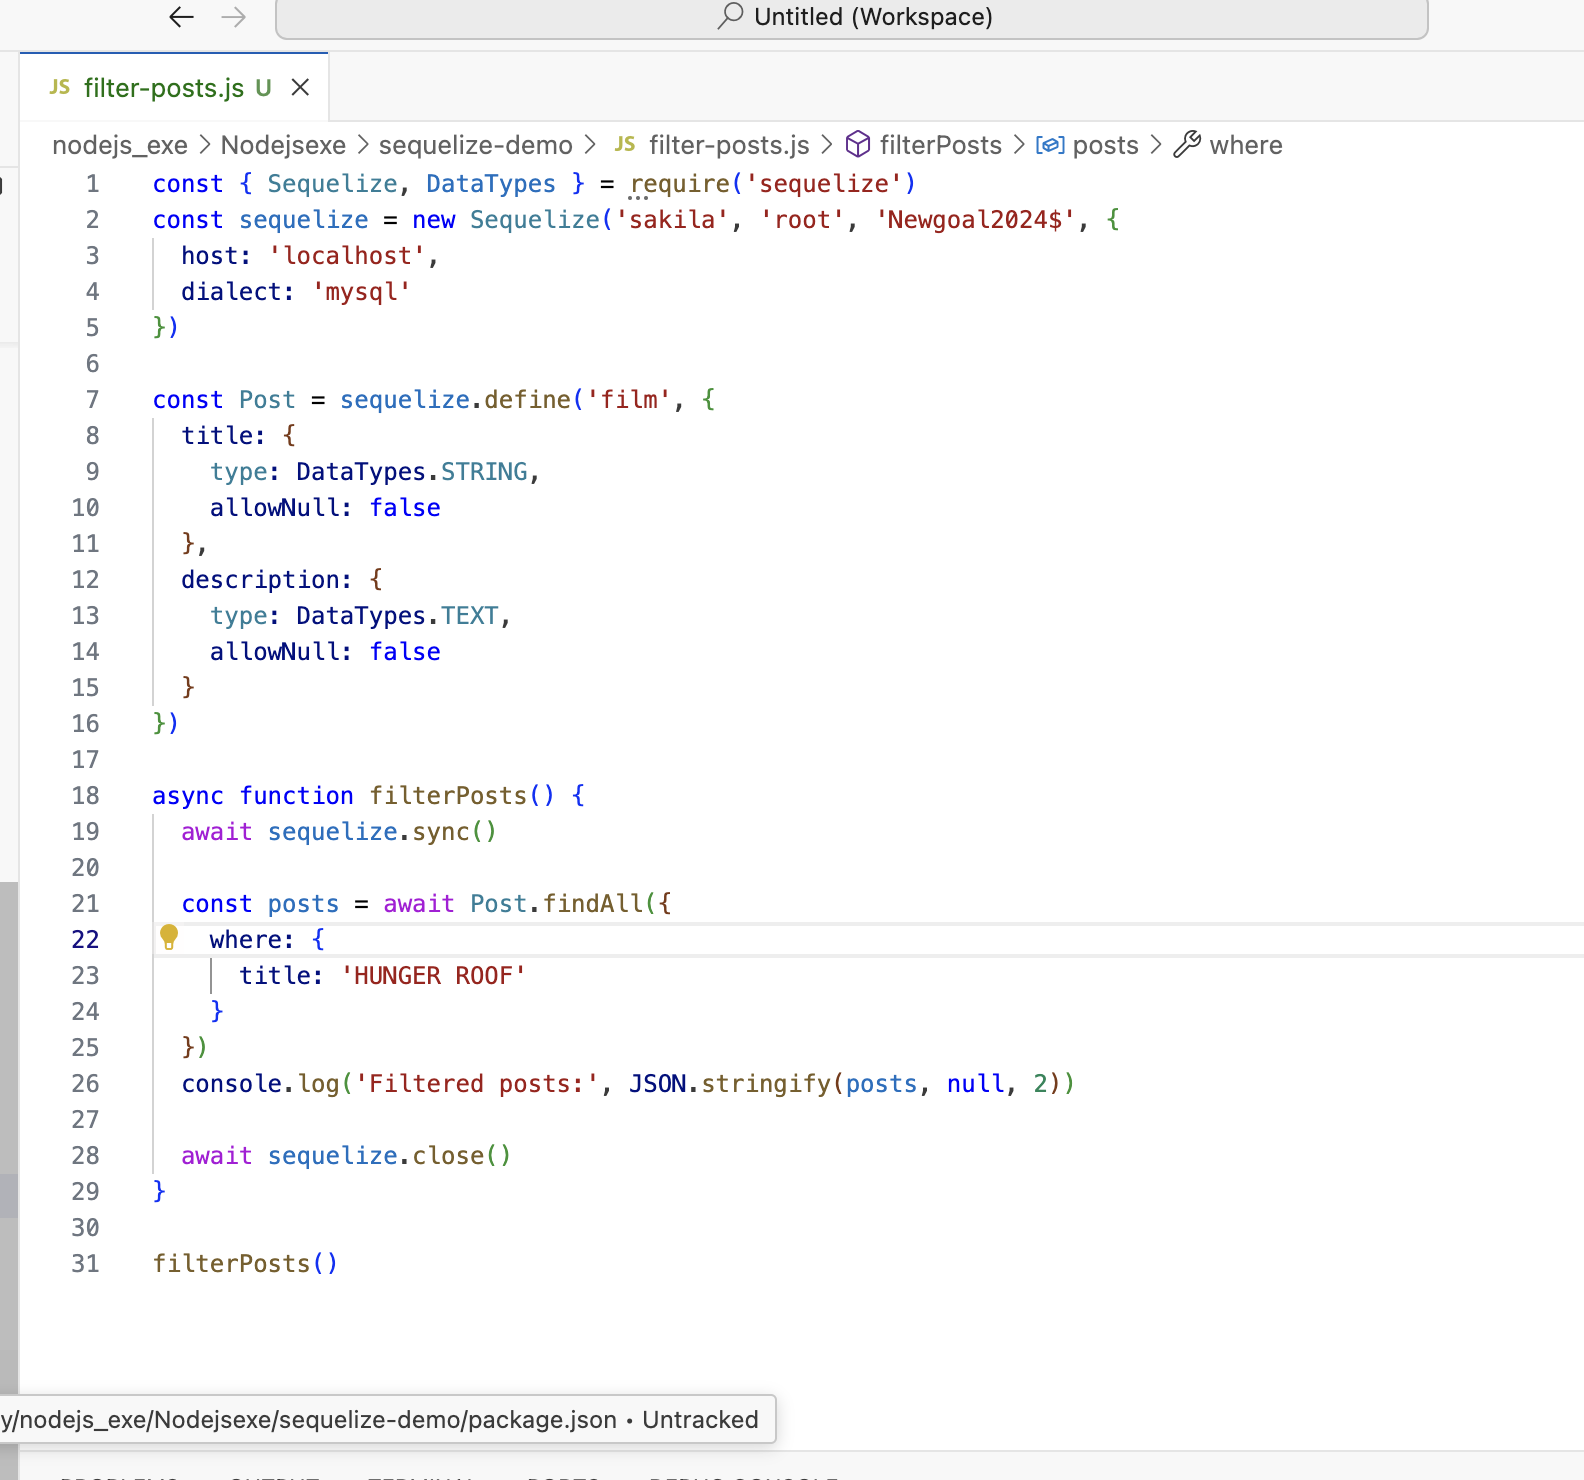 Untitled (Workspace)
JS filter-posts.js U
nodejs_exe > Nodejsexe > sequelize-demo > JS filter-posts.js > filterPosts > posts > where
1 const { Sequelize, DataTypes } = require('sequelize')
2 const sequelize = new Sequelize('sakila', 'root', 'Newgoal2024$', {
3   host: 'localhost',
4   dialect: 'mysql'
5 })
6
7 const Post = sequelize.define('film', {
8   title: {
9     type: DataTypes.STRING,
10     allowNull: false
11   },
12   description: {
13     type: DataTypes.TEXT,
14     allowNull: false
15   }
16 })
17
18 async function filterPosts() {
19   await sequelize.sync()
20
21   const posts = await Post.findAll({
22     where: {
23       title: 'HUNGER ROOF'
24     }
25   })
26   console.log('Filtered posts:', JSON.stringify(posts, null, 2))
27
28   await sequelize.close()
29 }
30
31 filterPosts()
y/nodejs_exe/Nodejsexe/sequelize-demo/package.json • Untracked
PROBLEMS OUTPUT TERMINAL PORTS DEBUG CONSOLE